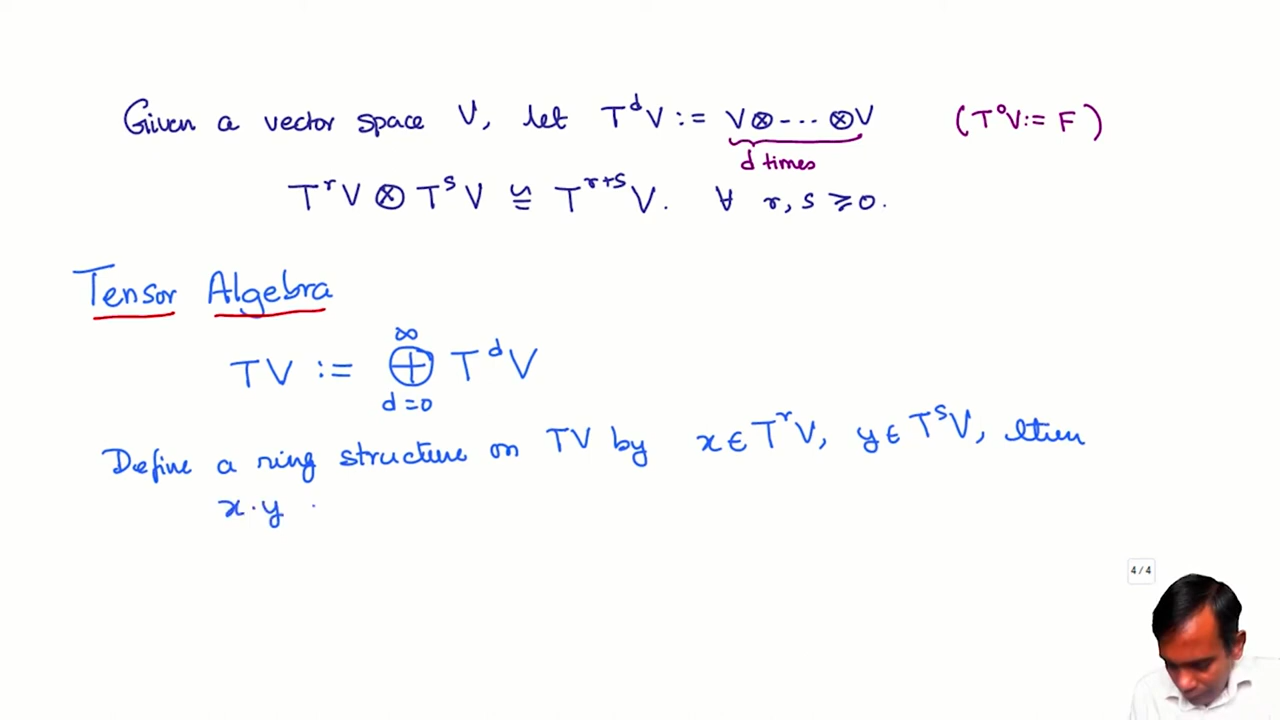 Given a vector space V, let T^d V := V⊗---⊗V (T^0 V := F)
d times
T^r V ⊗ T^s V ≅ T^{r+s} V. ∀ r, s ⩾ 0.
Tensor Algebra
TV := ⊕_{d=0}^∞ T^d V
Define a ring structure on TV by x ∈ T^r V, y ∈ T^s V, then
x·y
4/4